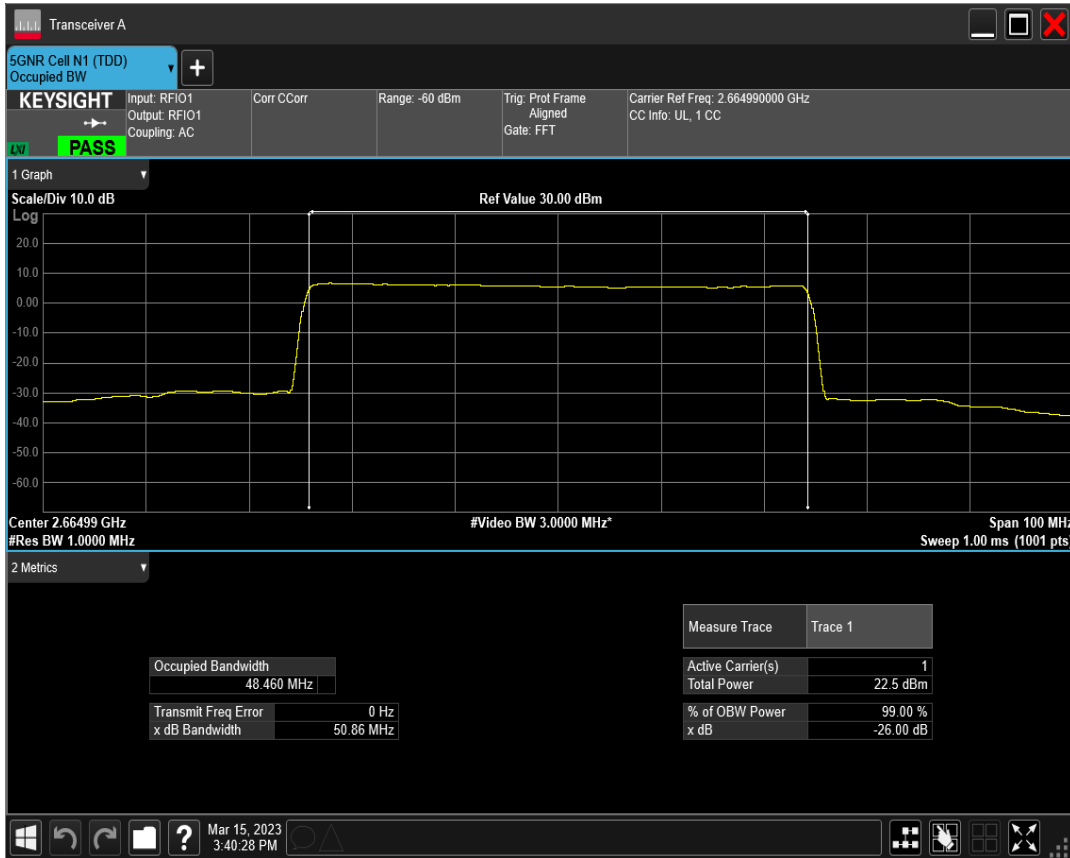 Transceiver A
5GNR Cell N1 (TDD)
Occupied BW
+
KEYSIGHT
LXI
PASS
Input: RFIO1
Output: RFIO1
Coupling: AC
Corr CCorr
Range: -60 dBm
Trig: Prot Frame
Aligned
Gate: FFT
Carrier Ref Freq: 2.664990000 GHz
CC Info: UL, 1 CC
1 Graph
Scale/Div 10.0 dB
Ref Value 30.00 dBm
Log
20.0
10.0
0.00
-10.0
-20.0
-30.0
-40.0
-50.0
-60.0
Center 2.66499 GHz
#Video BW 3.0000 MHz*
Span 100 MHz
#Res BW 1.0000 MHz
Sweep 1.00 ms (1001 pts)
2 Metrics
Measure Trace Trace 1
Occupied Bandwidth
48.460 MHz
Active Carrier(s) 1
Total Power 22.5 dBm
Transmit Freq Error 0 Hz
x dB Bandwidth 50.86 MHz
% of OBW Power 99.00 %
x dB -26.00 dB
?
Mar 15, 2023
3:40:28 PM